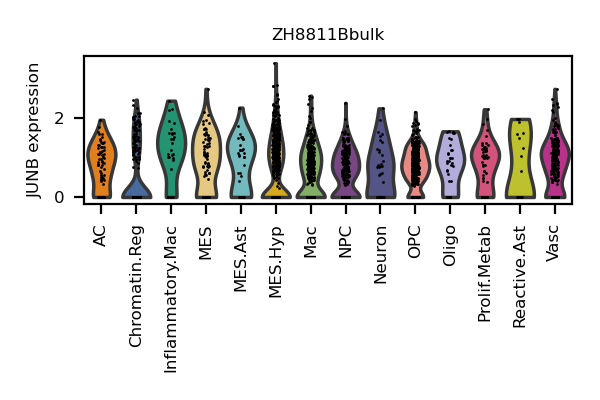 ZH8811Bbulk
JUNB expression
2
0
AC
Chromatin.Reg
Inflammatory.Mac
MES
MES.Ast
MES.Hyp
Mac
NPC
Neuron
OPC
Oligo
Prolif.Metab
Reactive.Ast
Vasc